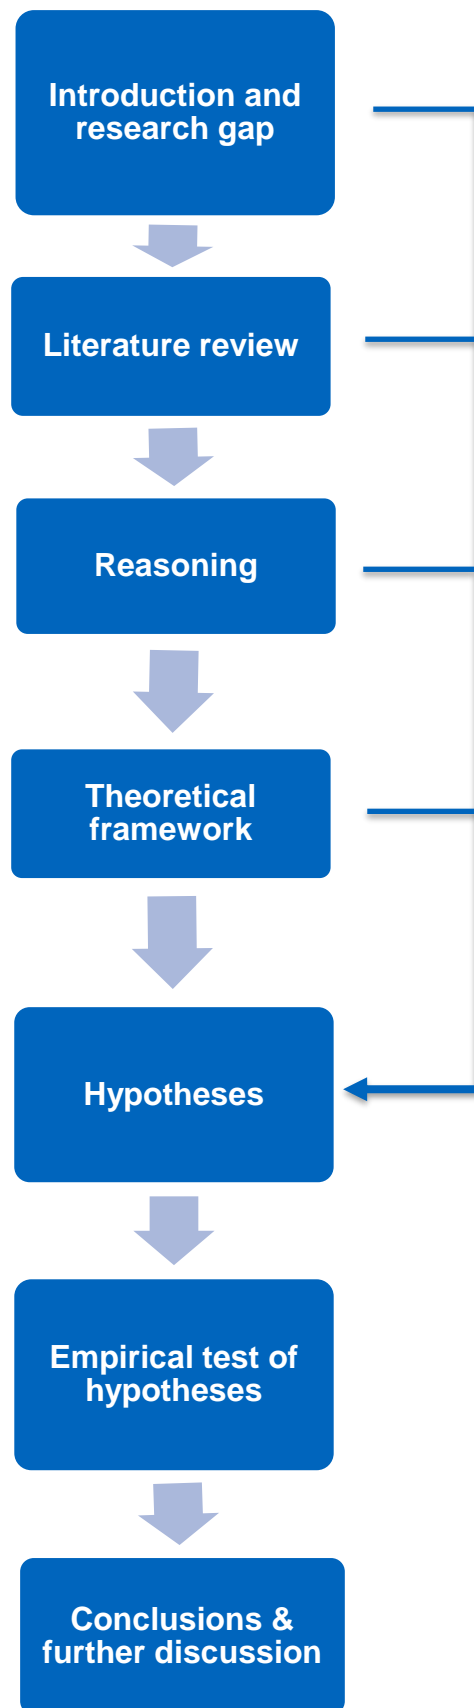 Introduction and
research gap
Literature review
Reasoning
Theoretical
framework
Hypotheses
Empirical test of
hypotheses
Conclusions &
further discussion